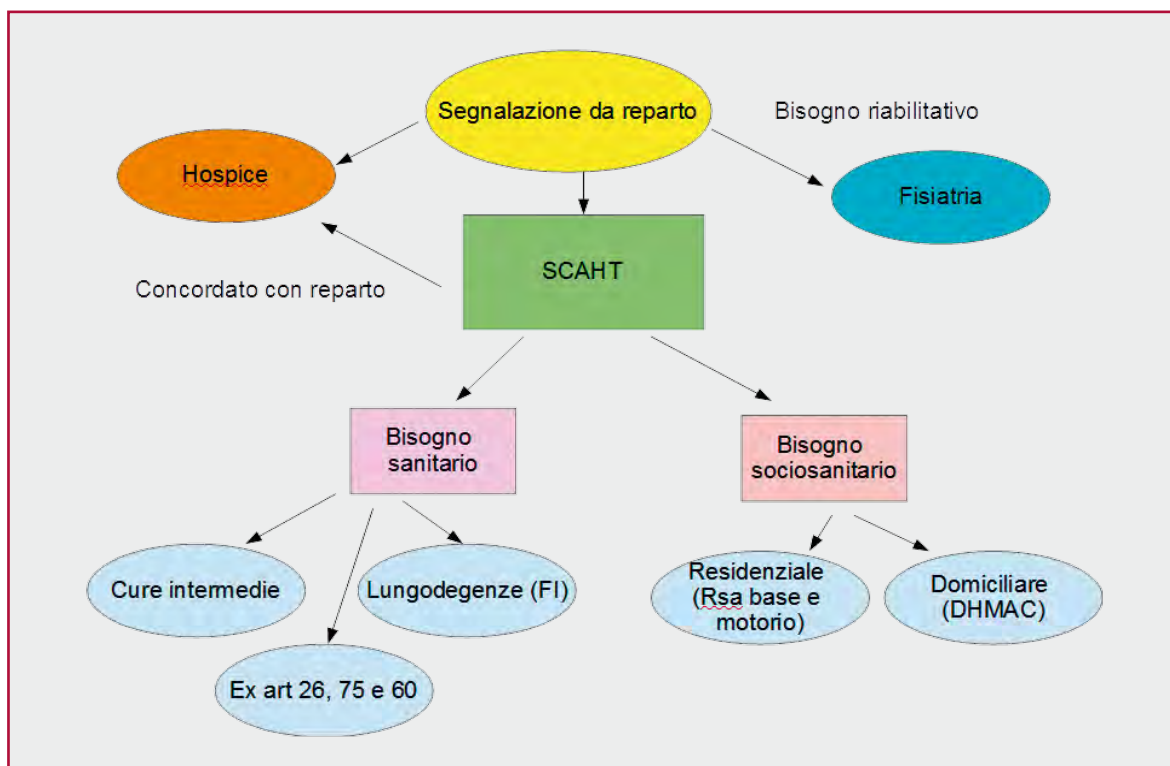 Segnalazione da reparto
Bisogno riabilitativo
Hospice
Fisiatria
SCAHT
Concordato con reparto
Bisogno
sanitario
Bisogno
sociosanitario
Cure intermedie
Lungodegenze (FI)
Residenziale
(Rsa base e
motorio)
Domiciliare
(DHMAC)
Ex art 26, 75 e 60